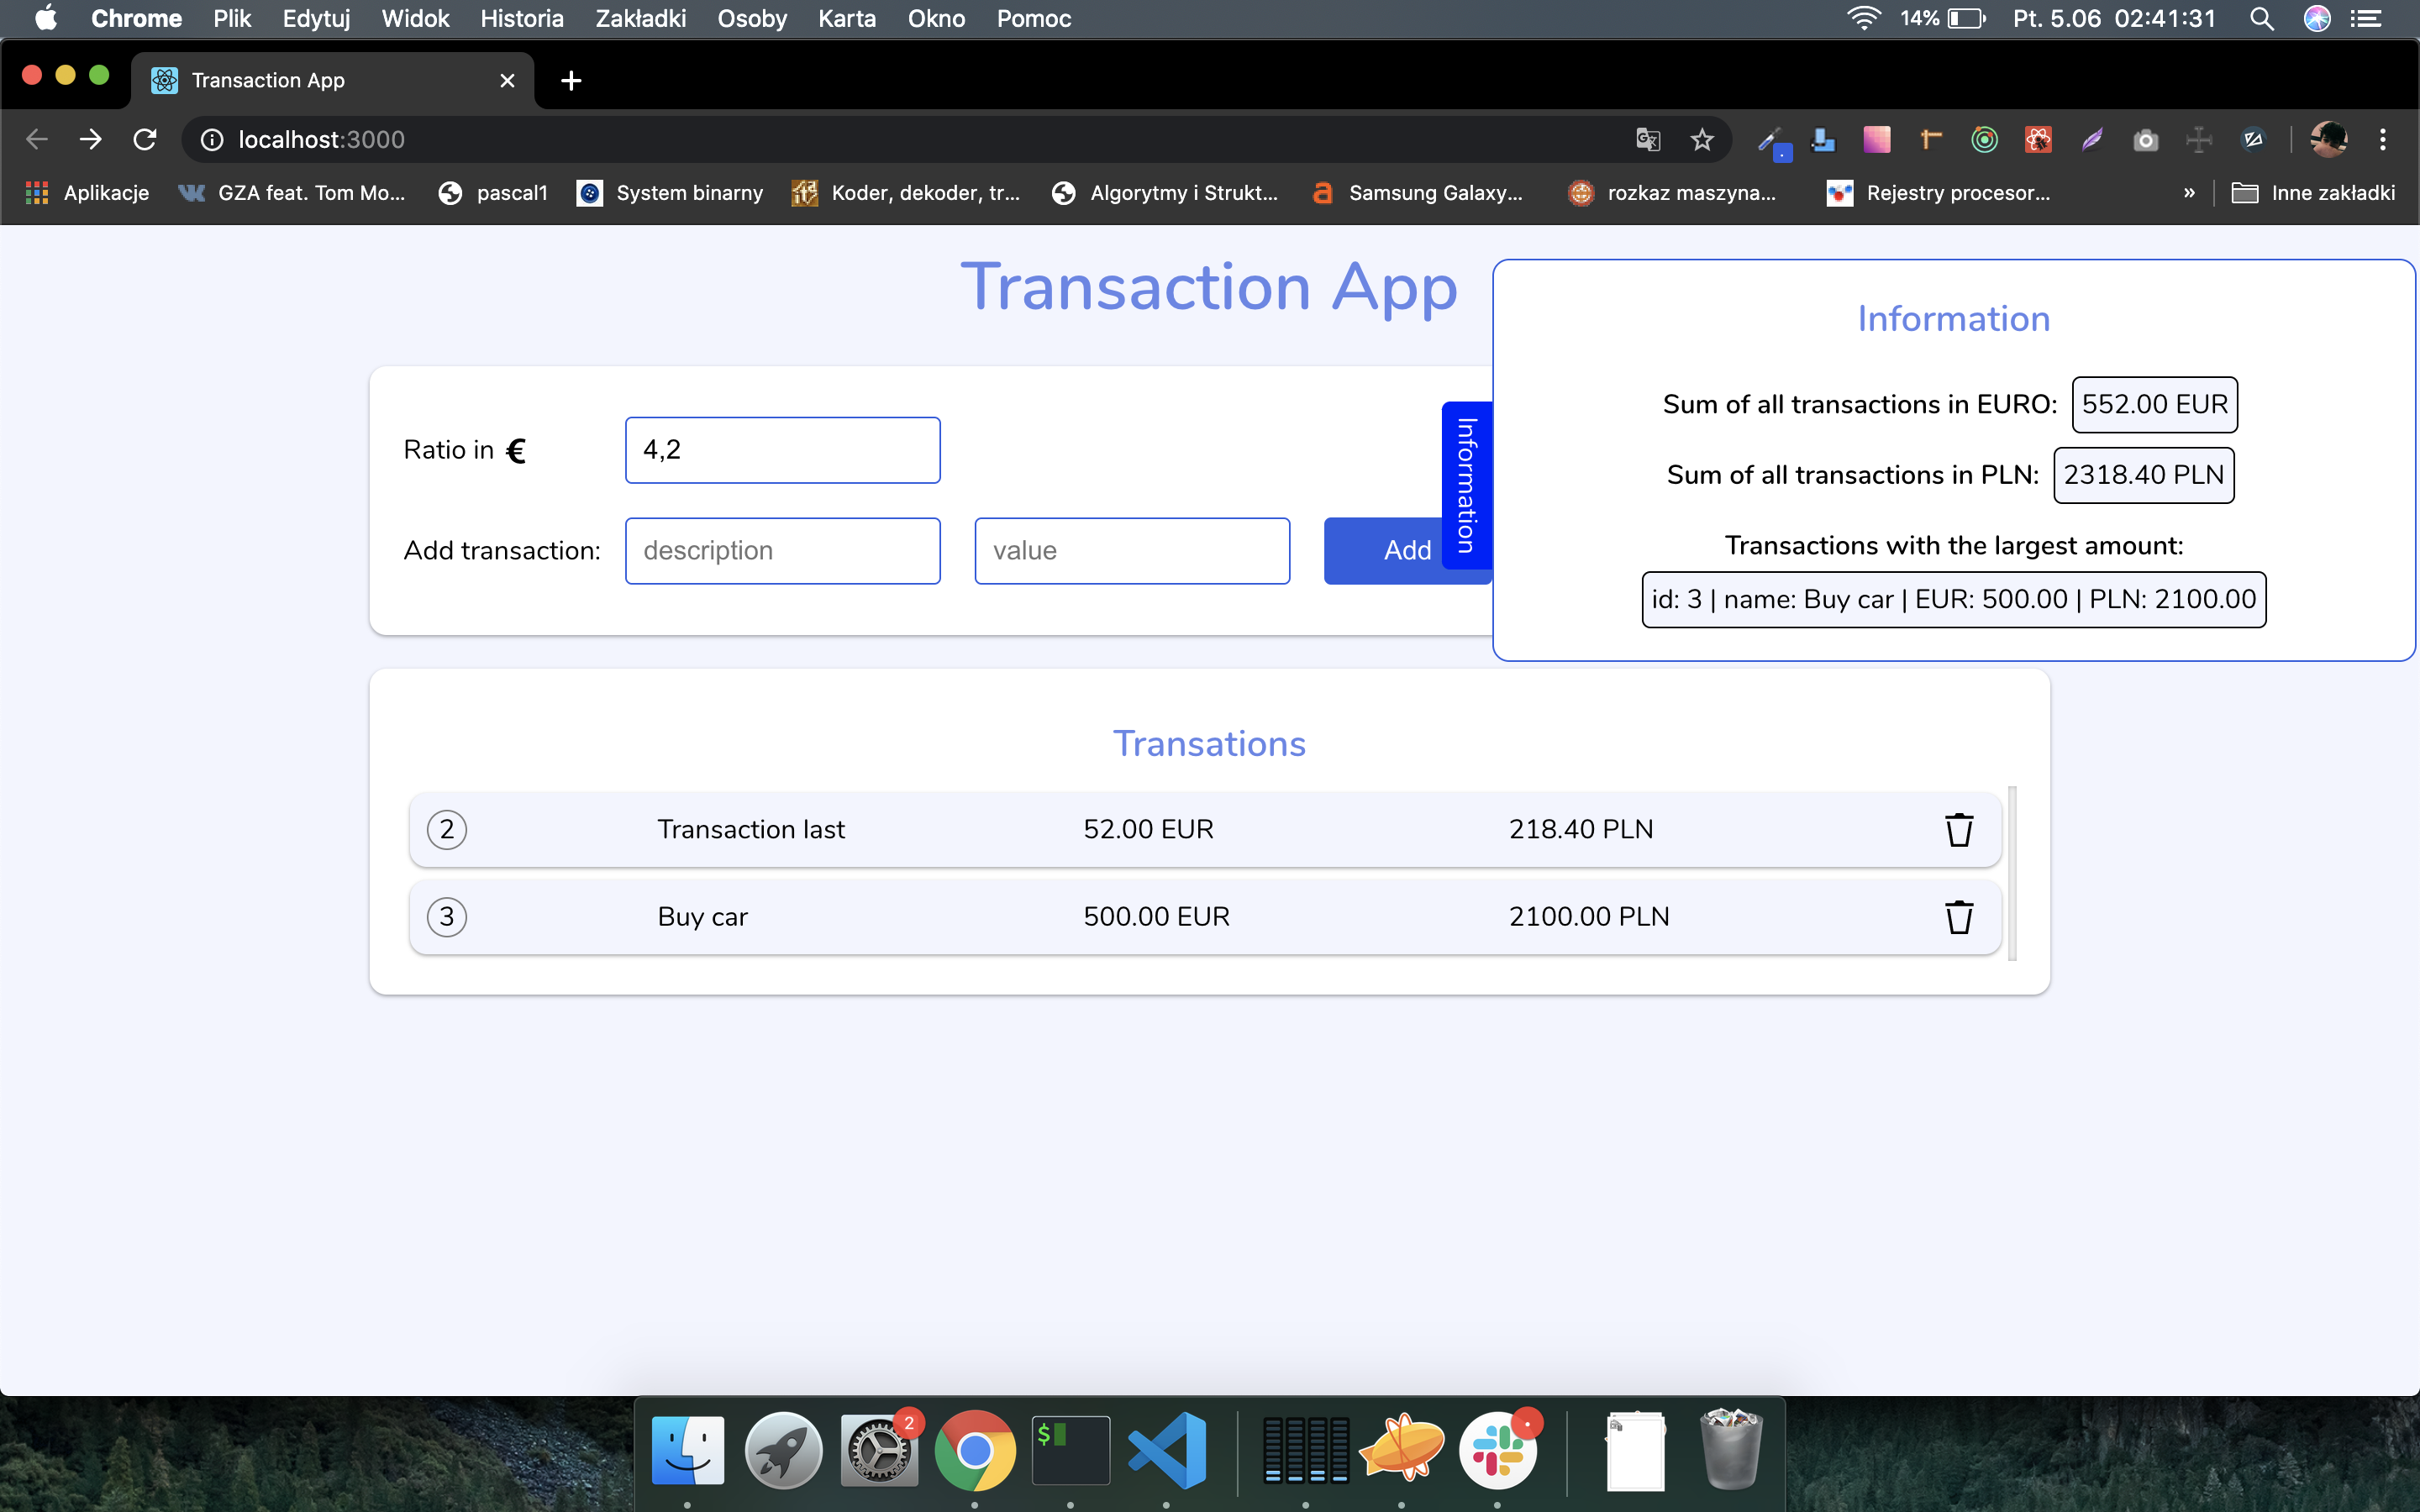 Chrome Plik Edytuj Widok Historia Zakładki Osoby Karta Okno Pomoc 14% Pt. 5.06 02:41:31
Transaction App
localhost:3000
Aplikacje GZA feat. Tom Mo... pascal1 System binarny Koder, dekoder, tr... Algorytmy i Strukt... Samsung Galaxy... rozkaz maszyna... Rejestry procesor... » Inne zakładki
Transaction App
Ratio in €
4,2
Add transaction:
description
value
Add
Information
Information
Sum of all transactions in EURO: 552.00 EUR
Sum of all transactions in PLN: 2318.40 PLN
Transactions with the largest amount:
id: 3 | name: Buy car | EUR: 500.00 | PLN: 2100.00
Transations
2 Transaction last 52.00 EUR 218.40 PLN
3 Buy car 500.00 EUR 2100.00 PLN
2
$